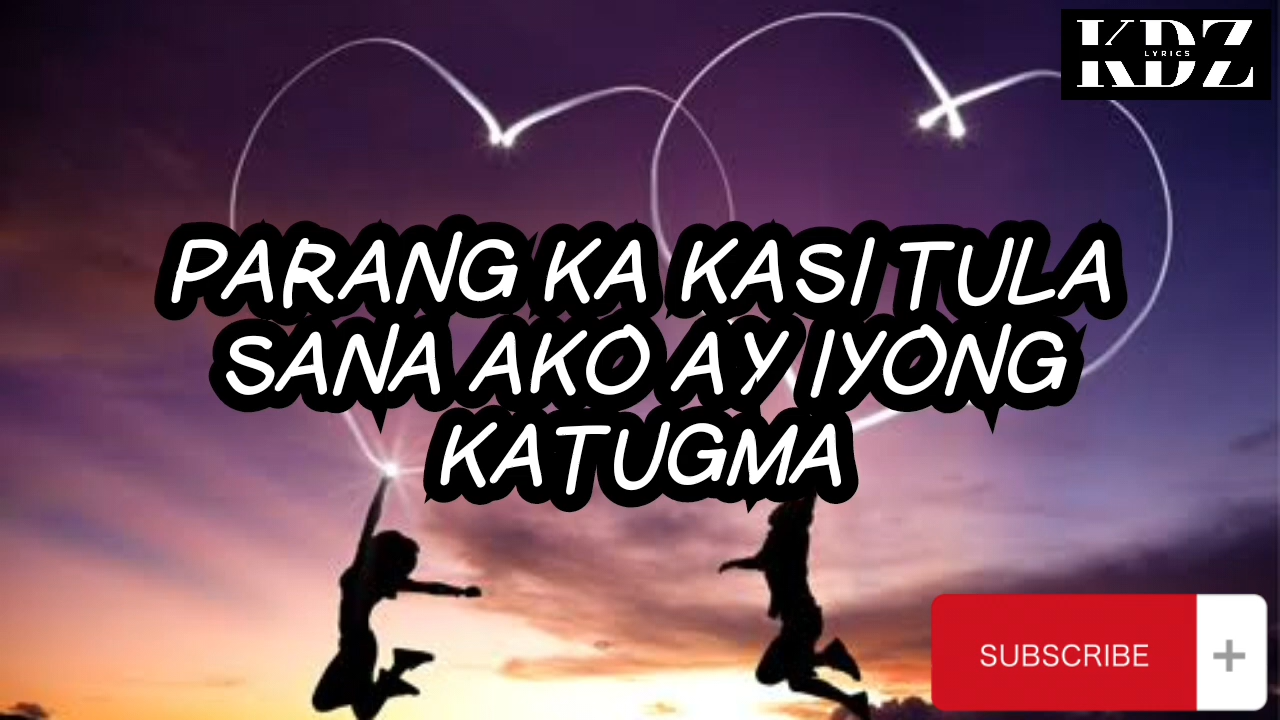 KDZ
LYRICS
PARANG KA KASI TULA
SANA AKO AY IYONG
KATUGMA
SUBSCRIBE +